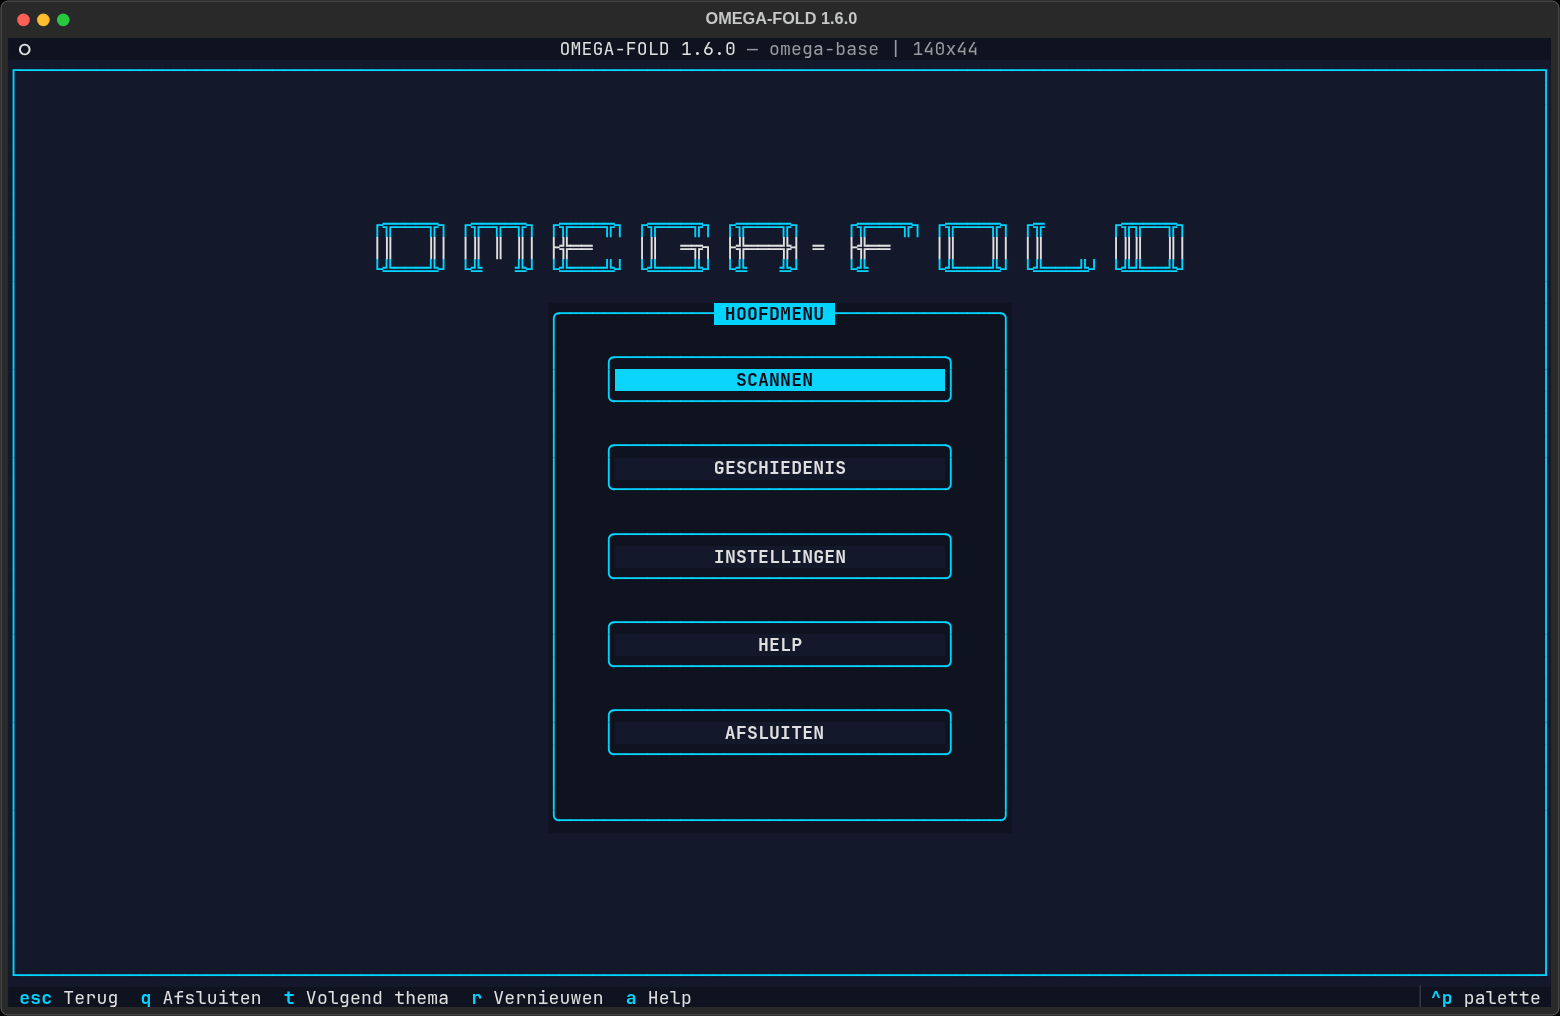 OMEGA-FOLD 1.6.0
OMEGA-FOLD 1.6.0 — omega-base | 140x44
OMEGA-FOLD
HOOFDMENU
SCANNEN
GESCHIEDENIS
INSTELLINGEN
HELP
AFSLUITEN
esc Terug q Afsluiten t Volgend thema r Vernieuwen a Help ^p palette